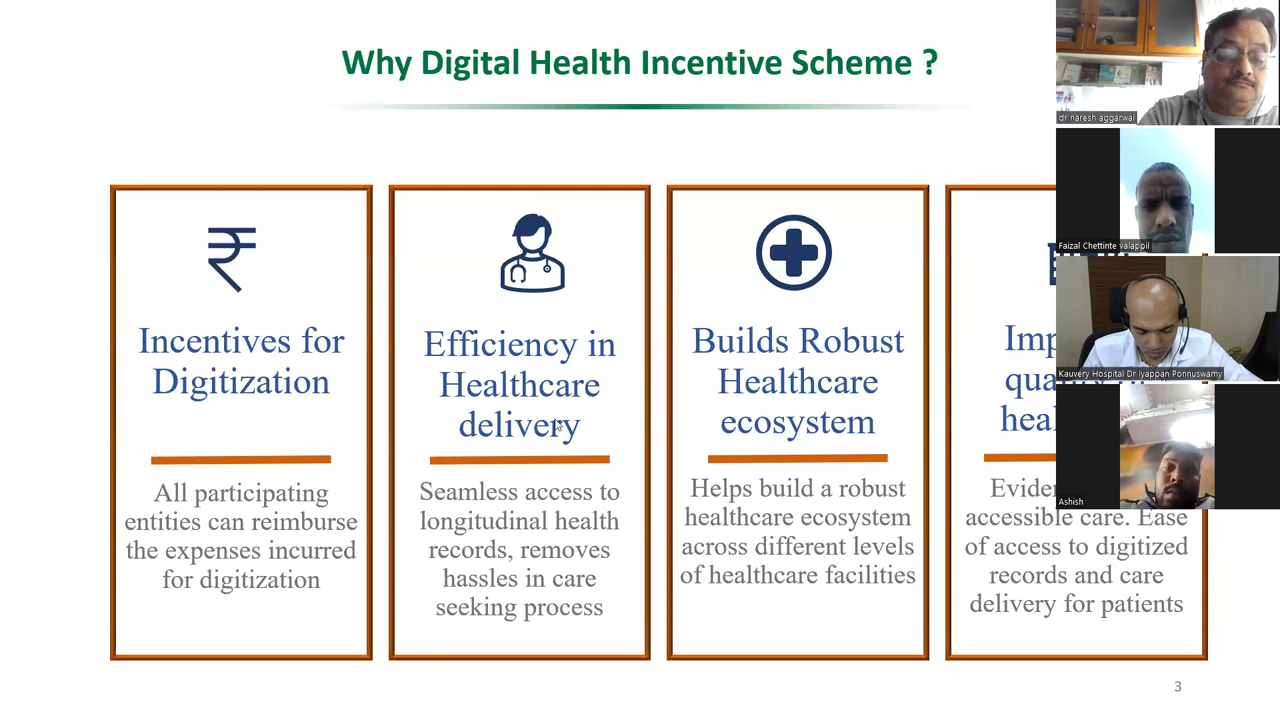 Why Digital Health Incentive Scheme ?
Incentives for
Digitization
All participating
entities can reimburse
the expenses incurred
for digitization
Efficiency in
Healthcare
delivery
Seamless access to
longitudinal health
records, removes
hassles in care
seeking process
Builds Robust
Healthcare
ecosystem
Helps build a robust
healthcare ecosystem
across different levels
of healthcare facilities
accessible care. Ease
of access to digitized
records and care
delivery for patients
3
dr naresh aggarwal
Faizal Chettinte valappil
Kauvery Hospital Dr Iyappan Ponnuswamy
Ashish